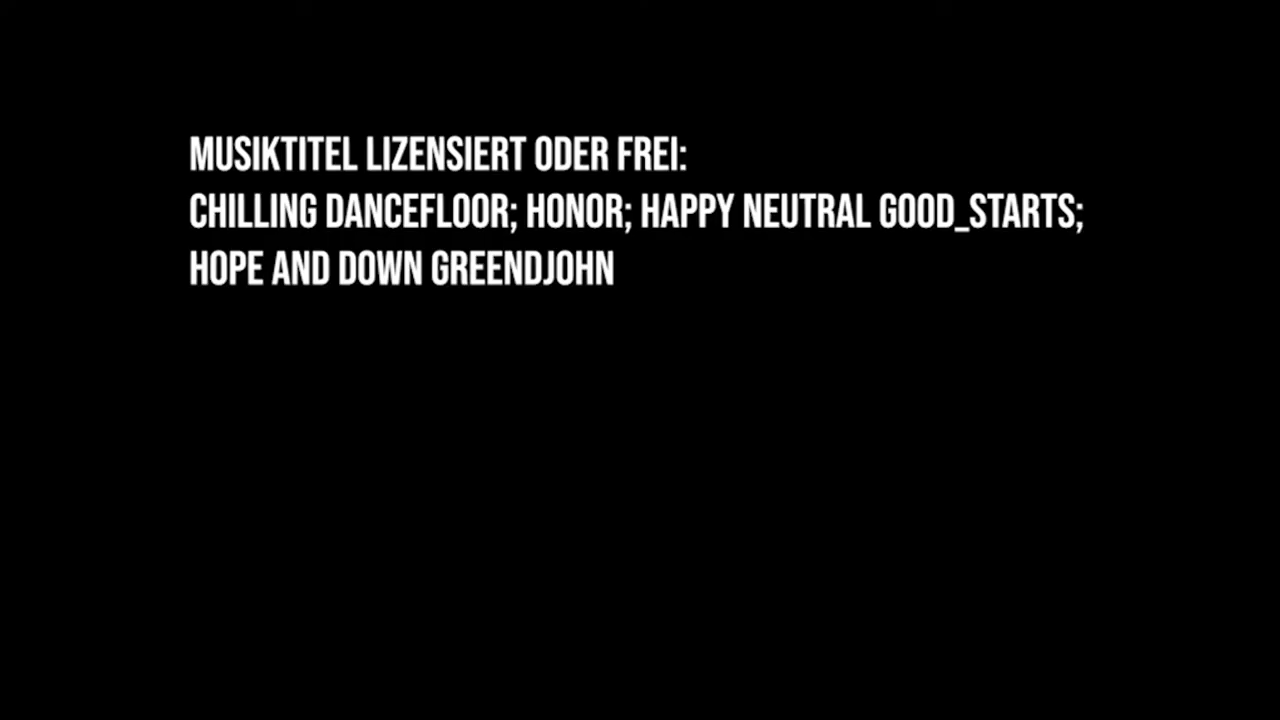 MUSIKTITEL LIZENSIERT ODER FREI:
CHILLING DANCEFLOOR; HONOR; HAPPY NEUTRAL GOOD_STARTS;
HOPE AND DOWN GREENDJOHN